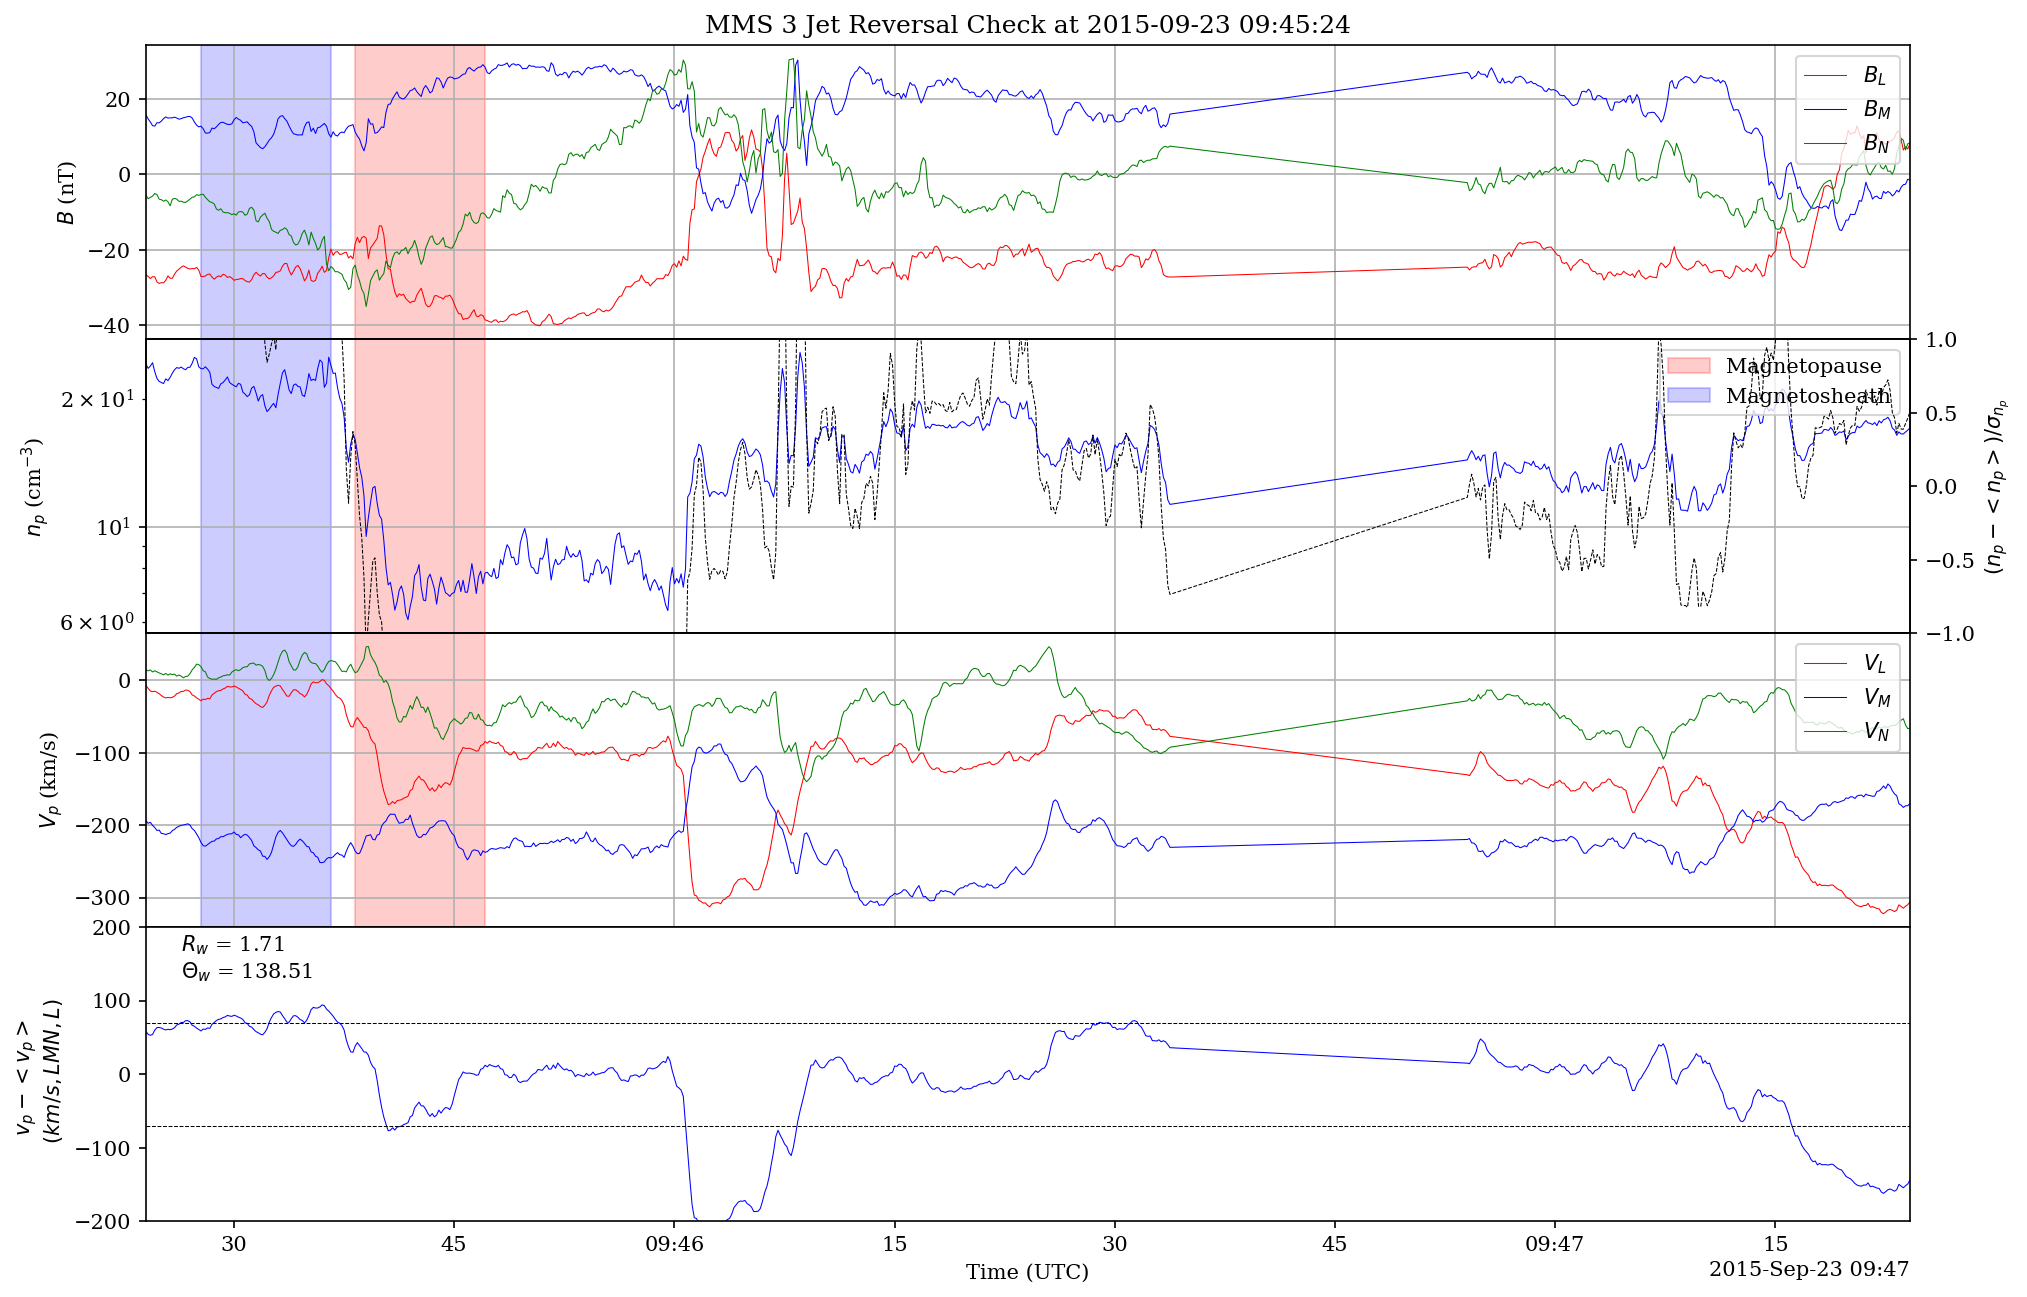 MMS 3 Jet Reversal Check at 2015-09-23 09:45:24
B (nT)
20
0
−20
−40
B_L
B_M
B_N
n_p (cm^{−3})
2 × 10^1
10^1
6 × 10^0
1.0
0.5
0.0
−0.5
−1.0
(n_p − < n_p >)/σ_{n_p}
Magnetopause
Magnetosheath
V_p (km/s)
0
−100
−200
−300
V_L
V_M
V_N
v_p − < v_p >
(km/s, LMN, L)
200
100
0
−100
−200
R_w = 1.71
Θ_w = 138.51
30
45
09:46
15
30
45
09:47
15
Time (UTC)
2015-Sep-23 09:47